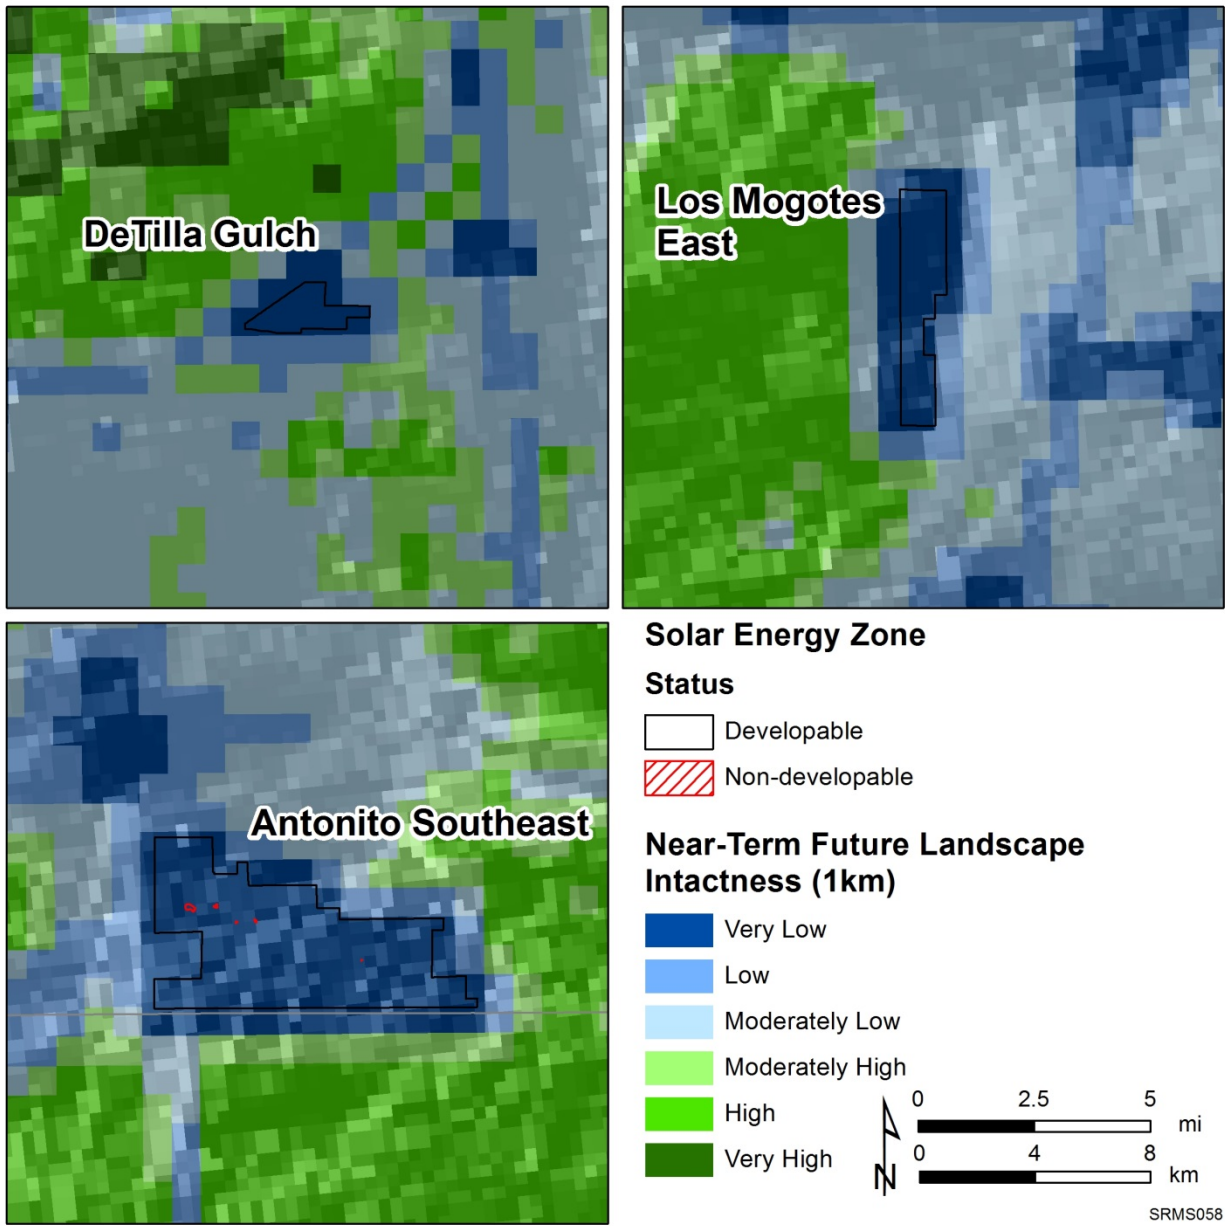 DeTilla Gulch
Los Mogotes
East
Antonito Southeast
Solar Energy Zone
Status
Developable
Non-developable
Near-Term Future Landscape
Intactness (1km)
Very Low
Low
Moderately Low
Moderately High
High
Very High
N
0 2.5 5
mi
0 4 8
km
SRMS058